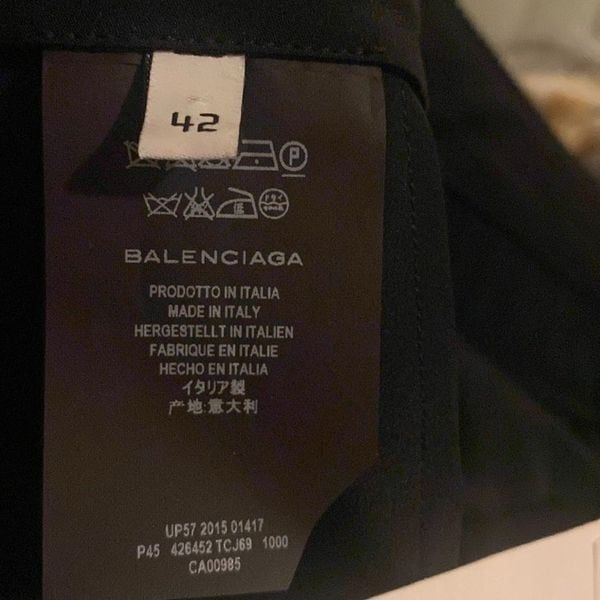 42
P
BALENCIAGA
PRODOTTO IN ITALIA
MADE IN ITALY
HERGESTELLT IN ITALIEN
FABRIQUE EN ITALIE
HECHO EN ITALIA
イタリア製
产地:意大利
UP57 2015 01417
P45 426452 TCJ69 1000
CA00985